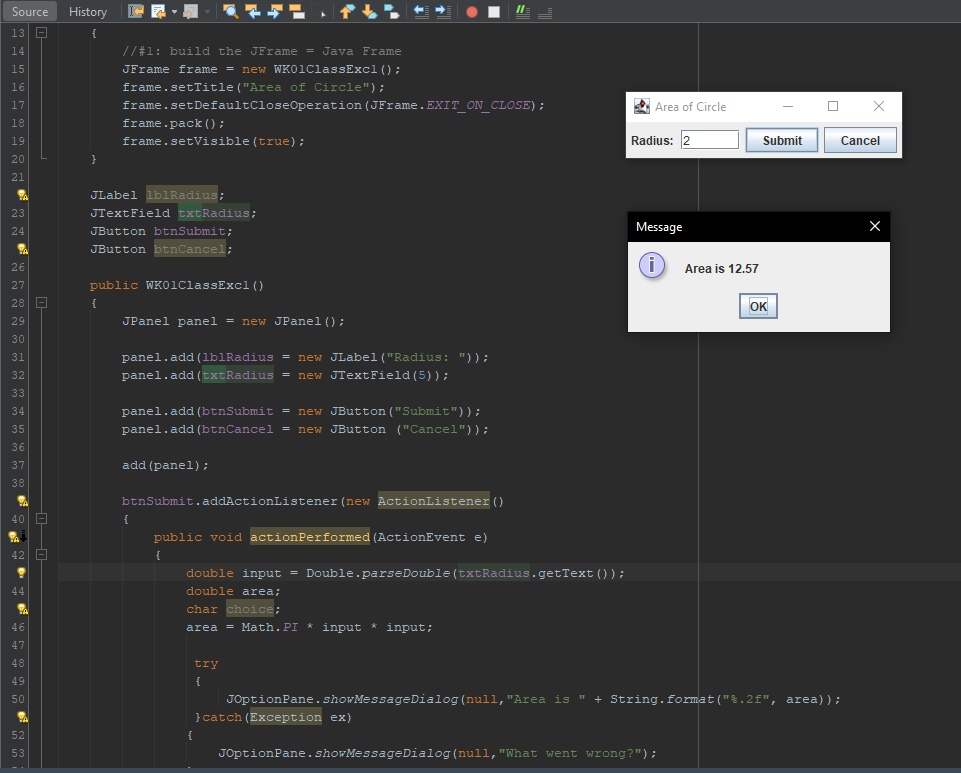 Source History
13 {
14 //#1: build the JFrame = Java Frame
15 JFrame frame = new WK01ClassExcl();
16 frame.setTitle("Area of Circle");
17 frame.setDefaultCloseOperation(JFrame.EXIT_ON_CLOSE);
18 frame.pack();
19 frame.setVisible(true);
20 }
21
JLabel lblRadius;
23 JTextField txtRadius;
24 JButton btnSubmit;
JButton btnCancel;
26
27 public WK01ClassExcl()
28 {
29 JPanel panel = new JPanel();
30
31 panel.add(lblRadius = new JLabel("Radius: "));
32 panel.add(txtRadius = new JTextField(5));
33
34 panel.add(btnSubmit = new JButton("Submit"));
35 panel.add(btnCancel = new JButton ("Cancel"));
36
37 add(panel);
38
btnSubmit.addActionListener(new ActionListener()
40 {
public void actionPerformed(ActionEvent e)
42 {
double input = Double.parseDouble(txtRadius.getText());
44 double area;
char choice;
46 area = Math.PI * input * input;
47
48 try
49 {
50 JOptionPane.showMessageDialog(null,"Area is " + String.format("%.2f", area));
}catch(Exception ex)
52 {
53 JOptionPane.showMessageDialog(null,"What went wrong?");
Area of Circle
Radius: 2 Submit Cancel
Message
i Area is 12.57
OK